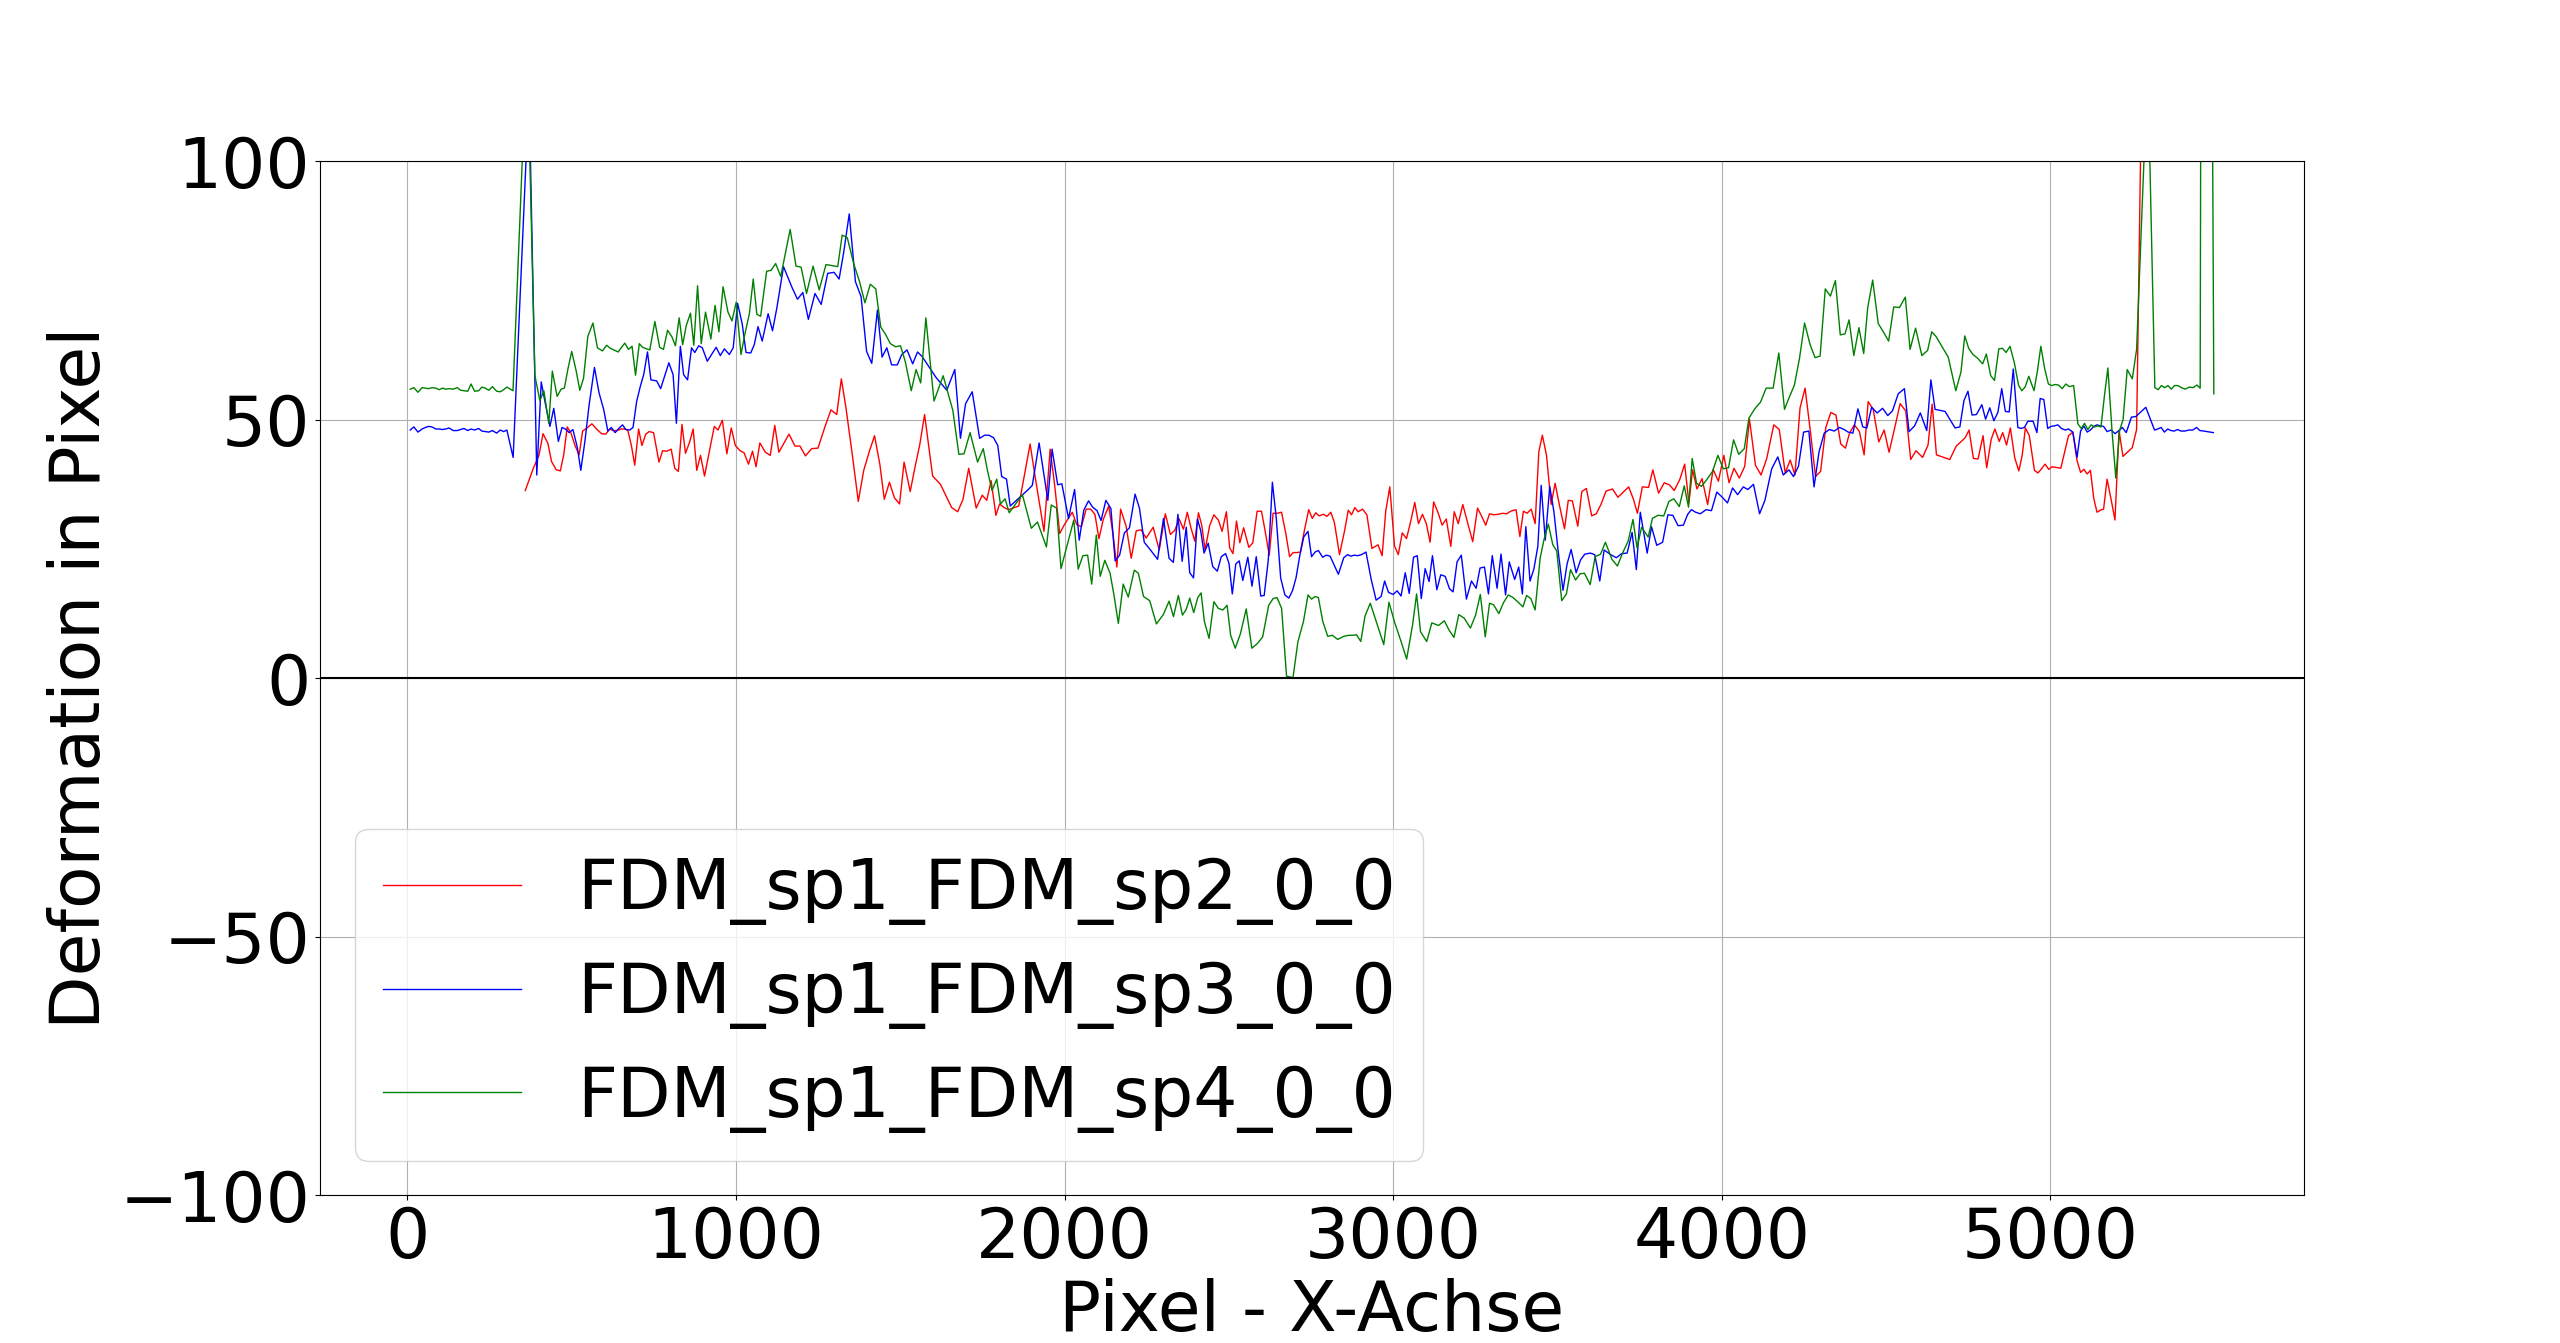 100
50
0
−50
−100
Deformation in Pixel
FDM_sp1_FDM_sp2_0_0
FDM_sp1_FDM_sp3_0_0
FDM_sp1_FDM_sp4_0_0
0 1000 2000 3000 4000 5000
Pixel - X-Achse